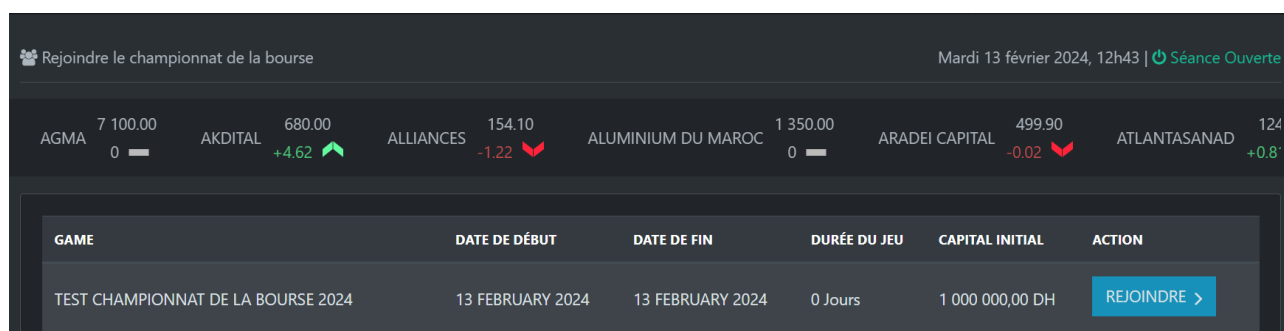 Rejoindre le championnat de la bourse
Mardi 13 février 2024, 12h43 | Séance Ouverte
AGMA 7 100.00 0
AKDITAL 680.00 +4.62
ALLIANCES 154.10 -1.22
ALUMINIUM DU MAROC 1 350.00 0
ARADEI CAPITAL 499.90 -0.02
ATLANTASANAD
GAME DATE DE DÉBUT DATE DE FIN DURÉE DU JEU CAPITAL INITIAL ACTION
TEST CHAMPIONNAT DE LA BOURSE 2024 13 FEBRUARY 2024 13 FEBRUARY 2024 0 Jours 1 000 000,00 DH REJOINDRE >